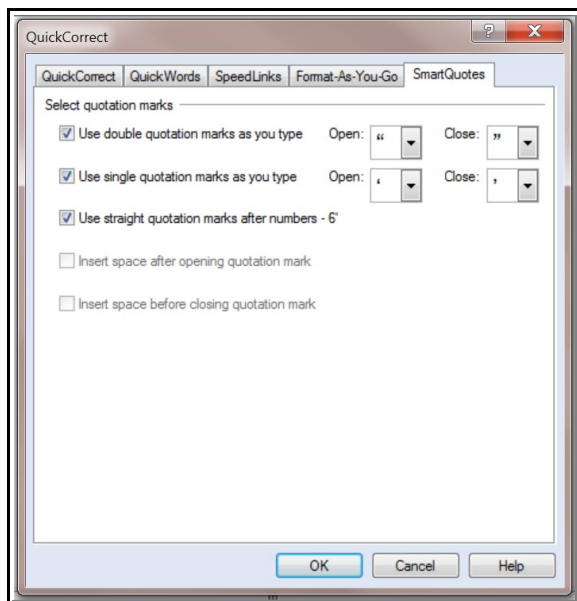 QuickCorrect
QuickCorrect QuickWords SpeedLinks Format-As-You-Go SmartQuotes
Select quotation marks
Use double quotation marks as you type Open: “ Close: ”
Use single quotation marks as you type Open: ‘ Close: ’
Use straight quotation marks after numbers - 6'
Insert space after opening quotation mark
Insert space before closing quotation mark
OK Cancel Help